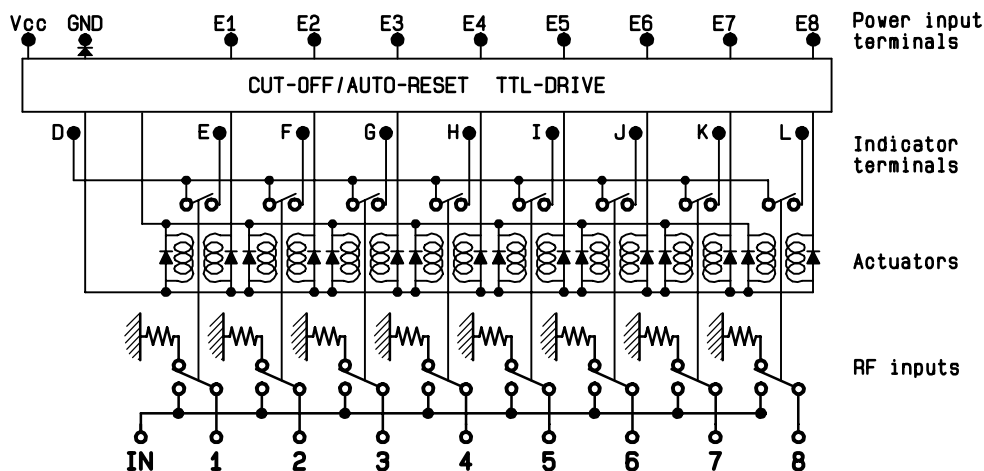 Vcc GND E1 E2 E3 E4 E5 E6 E7 E8 Power input
terminals
CUT-OFF/AUTO-RESET TTL-DRIVE
D E F G H I J K L Indicator
terminals
Actuators
RF inputs
IN 1 2 3 4 5 6 7 8